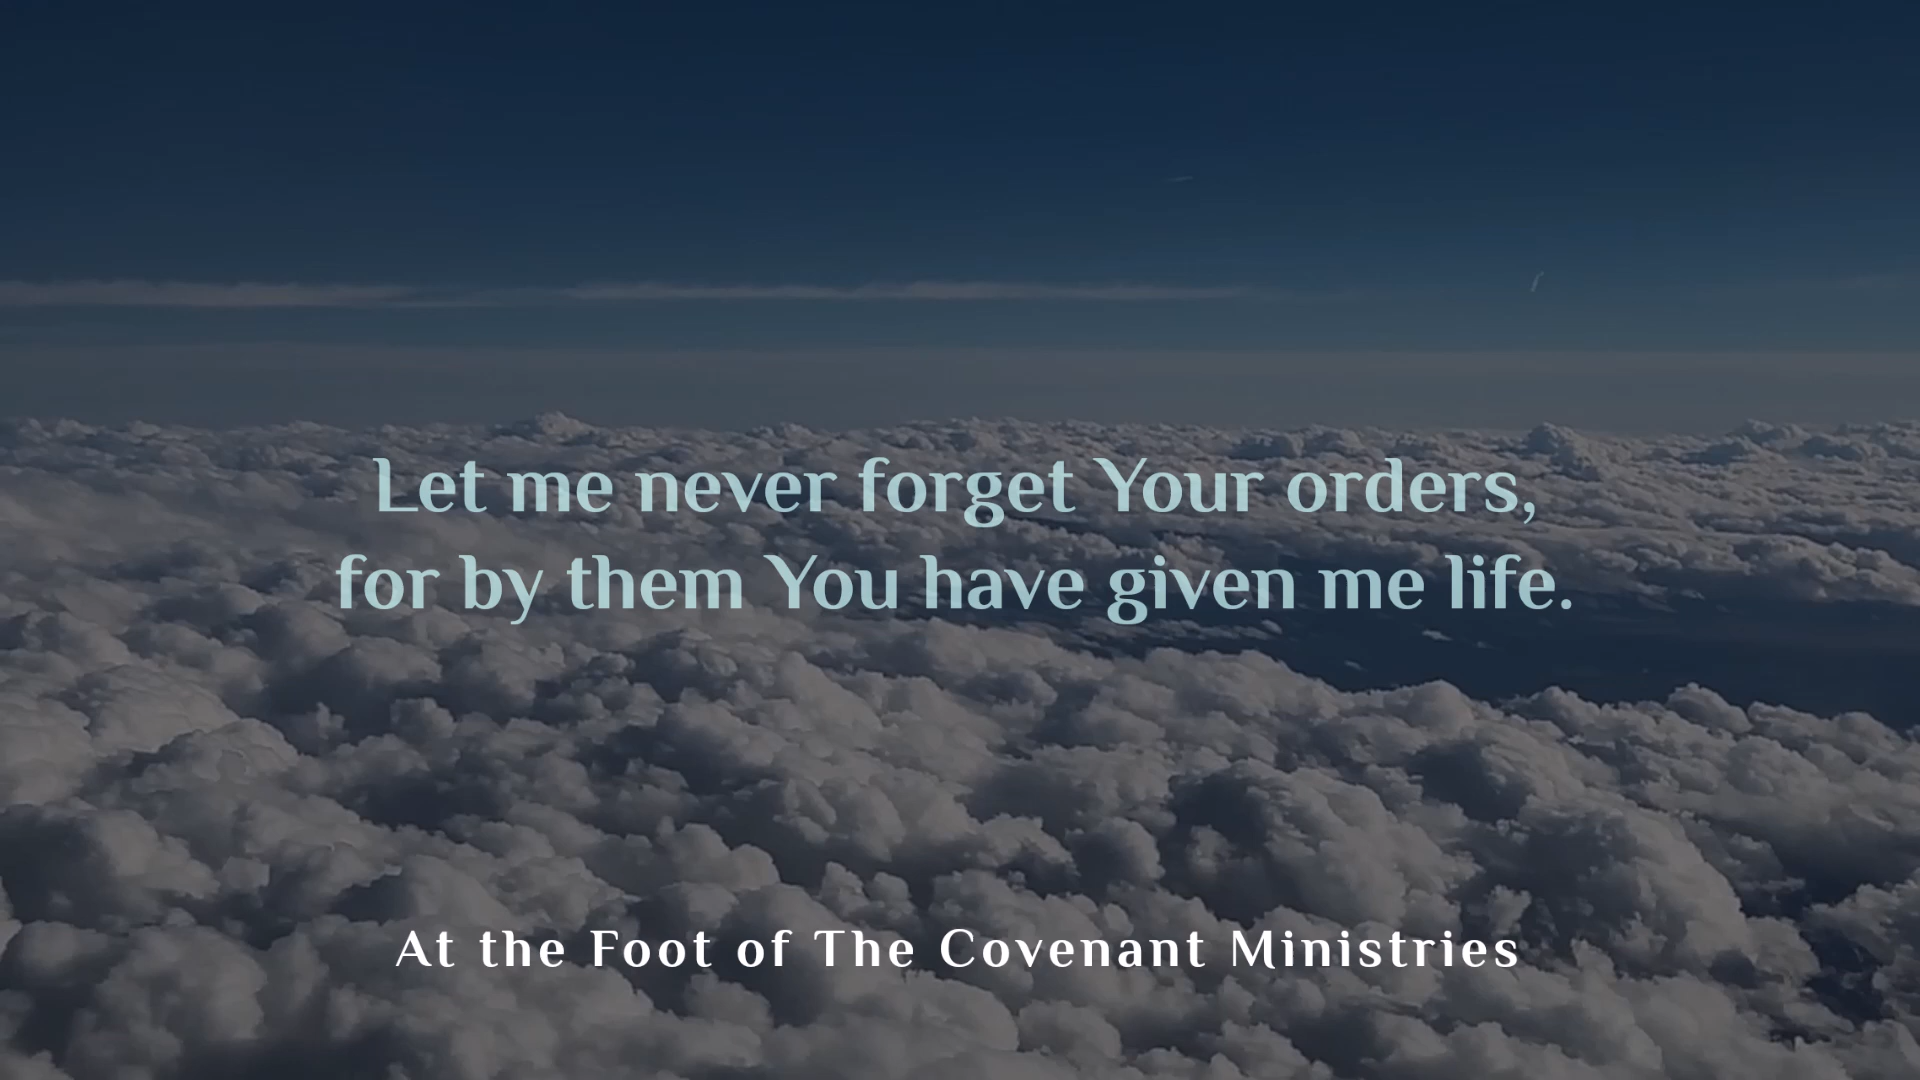 Let me never forget Your orders,
for by them You have given me life.
At the Foot of The Covenant Ministries